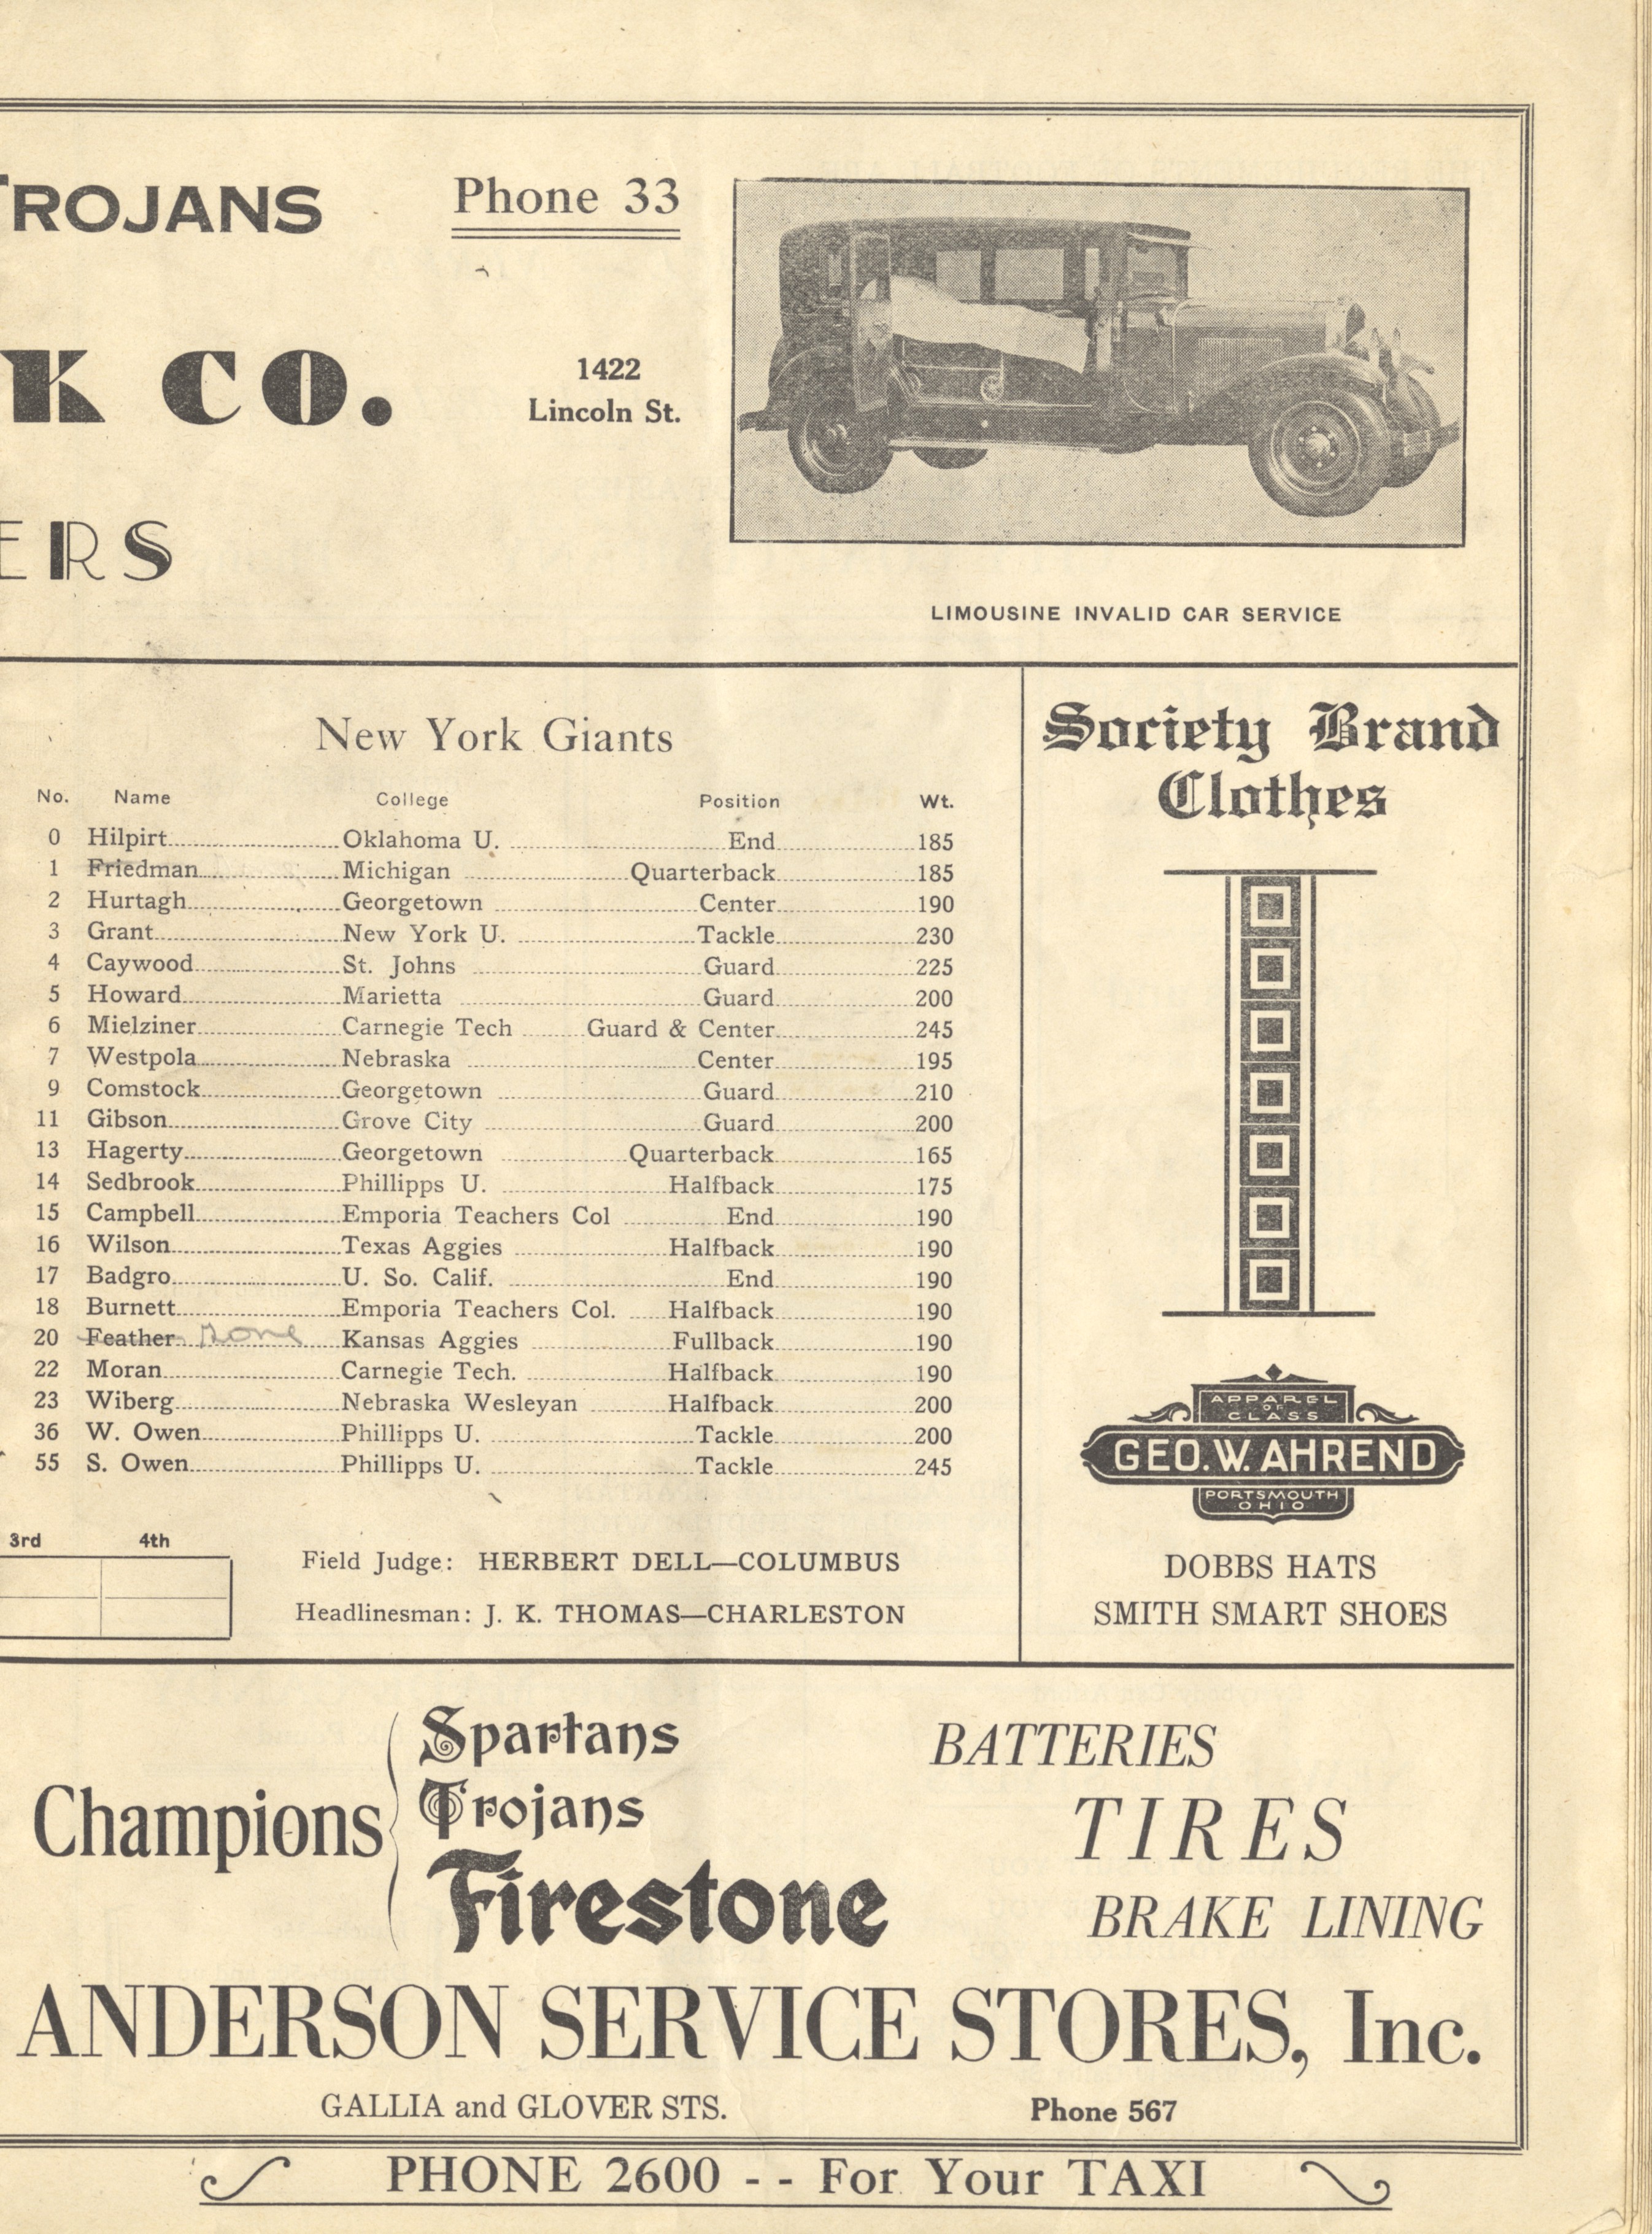 TROJANS
Phone 33
K CO.
1422
Lincoln St.
ERS
LIMOUSINE INVALID CAR SERVICE
New York Giants
No. Name College Position Wt.
0 Hilpirt Oklahoma U. End 185
1 Friedman Michigan Quarterback 185
2 Hurtagh Georgetown Center 190
3 Grant New York U. Tackle 230
4 Caywood St. Johns Guard 225
5 Howard Marietta Guard 200
6 Mielziner Carnegie Tech Guard & Center 245
7 Westpola Nebraska Center 195
9 Comstock Georgetown Guard 210
11 Gibson Grove City Guard 200
13 Hagerty Georgetown Quarterback 165
14 Sedbrook Phillipps U. Halfback 175
15 Campbell Emporia Teachers Col End 190
16 Wilson Texas Aggies Halfback 190
17 Badgro U. So. Calif. End 190
18 Burnett Emporia Teachers Col. Halfback 190
20 Feather Gone Kansas Aggies Fullback 190
22 Moran Carnegie Tech. Halfback 190
23 Wiberg Nebraska Wesleyan Halfback 200
36 W. Owen Phillipps U. Tackle 200
55 S. Owen Phillipps U. Tackle 245
3rd 4th
Field Judge: HERBERT DELL—COLUMBUS
Headlinesman: J. K. THOMAS—CHARLESTON
Society Brand
Clothes
APPAREL
OF
CLASS
GEO. W. AHREND
PORTSMOUTH
OHIO
DOBBS HATS
SMITH SMART SHOES
Champions
Spartans
Trojans
Firestone
BATTERIES
TIRES
BRAKE LINING
ANDERSON SERVICE STORES, Inc.
GALLIA and GLOVER STS.
Phone 567
PHONE 2600 - - For Your TAXI